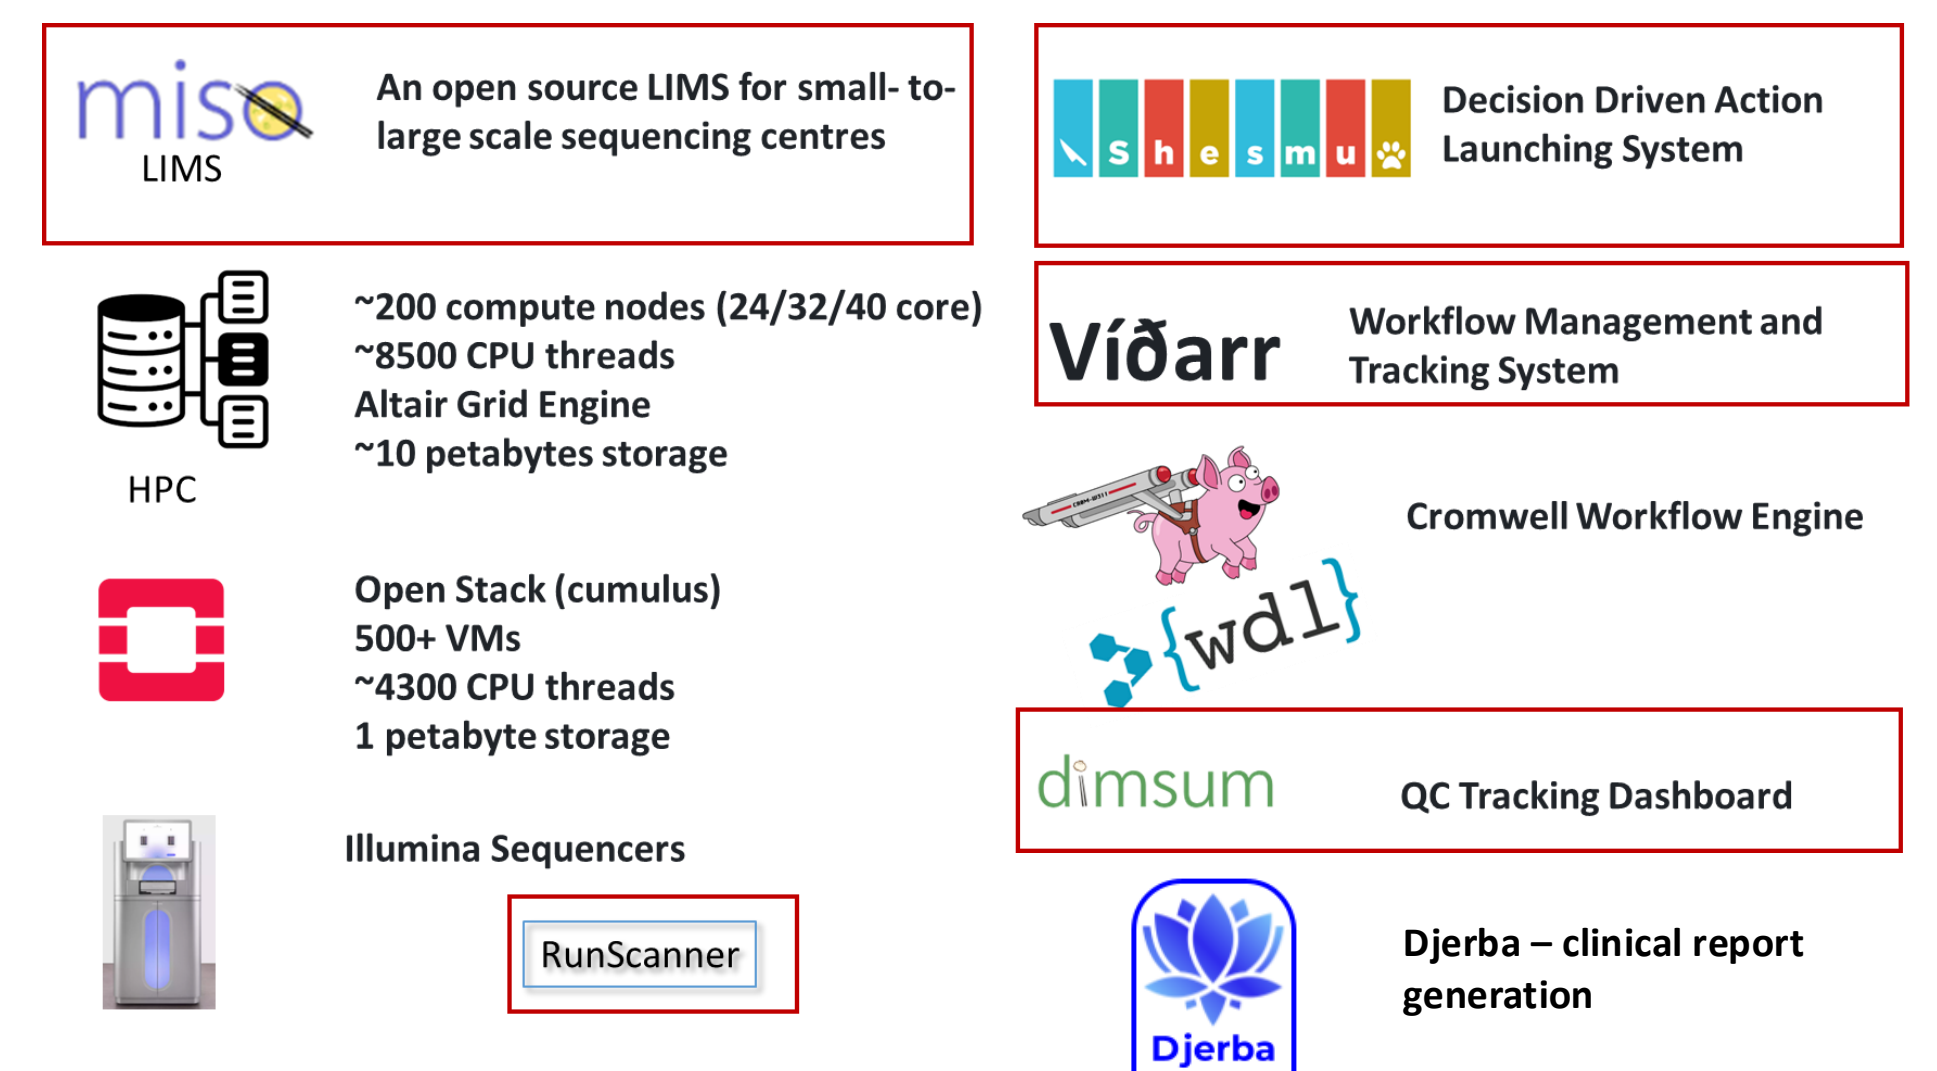 miso
LIMS
An open source LIMS for small- to-
large scale sequencing centres
HPC
~200 compute nodes (24/32/40 core)
~8500 CPU threads
Altair Grid Engine
~10 petabytes storage
Open Stack (cumulus)
500+ VMs
~4300 CPU threads
1 petabyte storage
Illumina Sequencers
RunScanner
Shesmu
Decision Driven Action
Launching System
Víðarr
Workflow Management and
Tracking System
CROM-W311
Cromwell Workflow Engine
{wdl}
dimsum
QC Tracking Dashboard
Djerba
Djerba – clinical report
generation